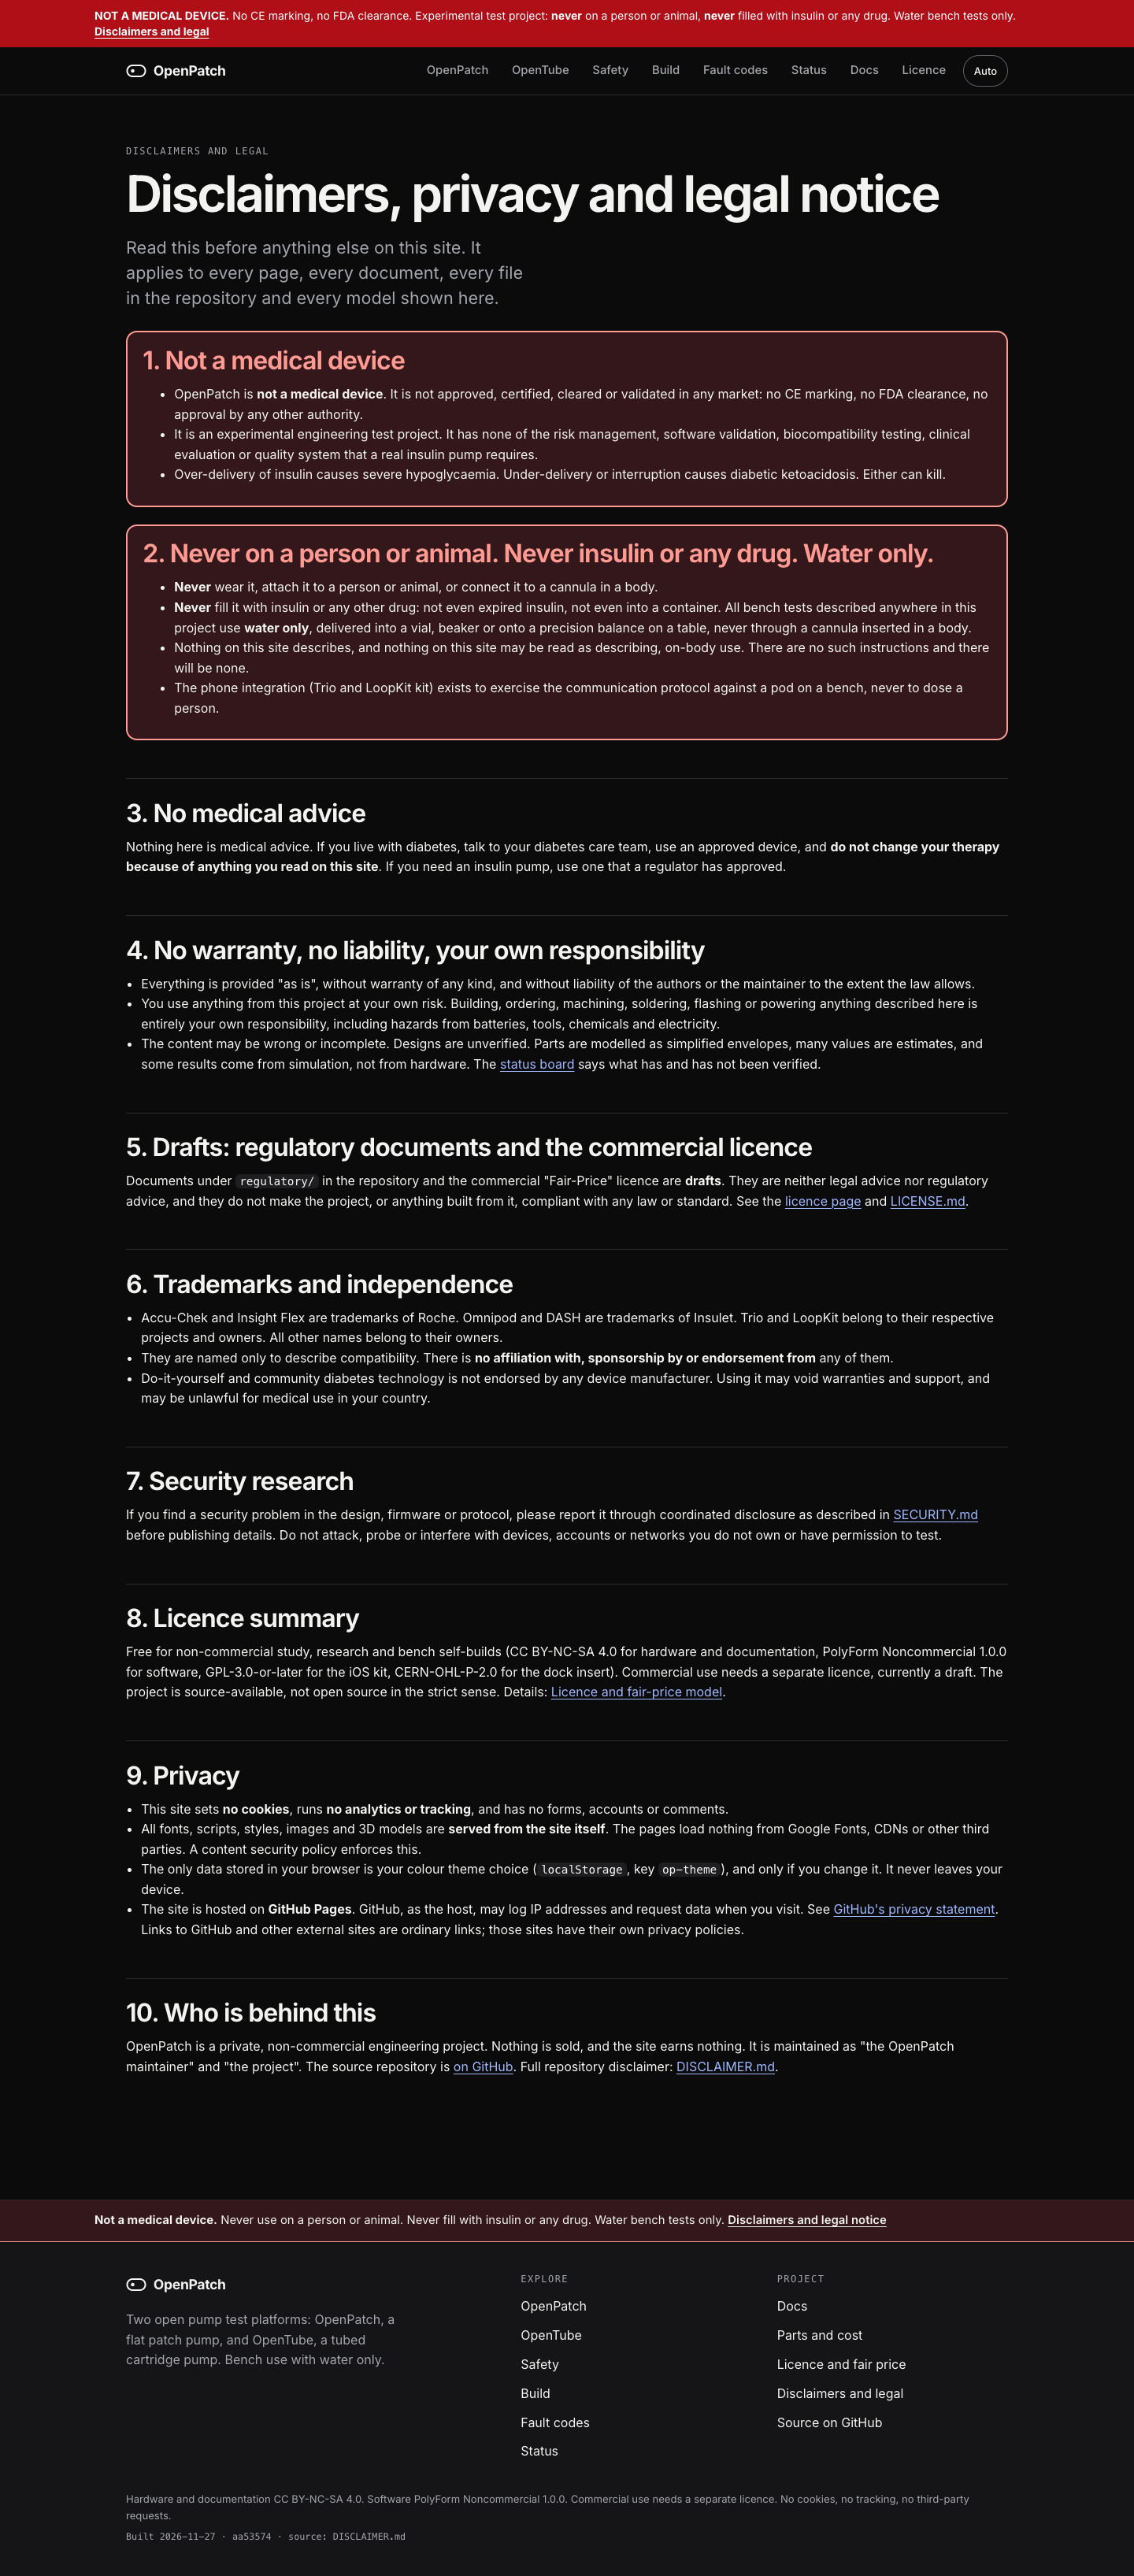 NOT A MEDICAL DEVICE. No CE marking, no FDA clearance. Experimental test project: never on a person or animal, never filled with insulin or any drug. Water bench tests only.
Disclaimers and legal
OpenPatch
OpenPatch OpenTube Safety Build Fault codes Status Docs Licence Auto
DISCLAIMERS AND LEGAL
Disclaimers, privacy and legal notice
Read this before anything else on this site. It
applies to every page, every document, every file
in the repository and every model shown here.
1. Not a medical device
• OpenPatch is not a medical device. It is not approved, certified, cleared or validated in any market: no CE marking, no FDA clearance, no
approval by any other authority.
• It is an experimental engineering test project. It has none of the risk management, software validation, biocompatibility testing, clinical
evaluation or quality system that a real insulin pump requires.
• Over-delivery of insulin causes severe hypoglycaemia. Under-delivery or interruption causes diabetic ketoacidosis. Either can kill.
2. Never on a person or animal. Never insulin or any drug. Water only.
• Never wear it, attach it to a person or animal, or connect it to a cannula in a body.
• Never fill it with insulin or any other drug: not even expired insulin, not even into a container. All bench tests described anywhere in this
project use water only, delivered into a vial, beaker or onto a precision balance on a table, never through a cannula inserted in a body.
• Nothing on this site describes, and nothing on this site may be read as describing, on-body use. There are no such instructions and there
will be none.
• The phone integration (Trio and LoopKit kit) exists to exercise the communication protocol against a pod on a bench, never to dose a
person.
3. No medical advice
Nothing here is medical advice. If you live with diabetes, talk to your diabetes care team, use an approved device, and do not change your therapy
because of anything you read on this site. If you need an insulin pump, use one that a regulator has approved.
4. No warranty, no liability, your own responsibility
• Everything is provided "as is", without warranty of any kind, and without liability of the authors or the maintainer to the extent the law allows.
• You use anything from this project at your own risk. Building, ordering, machining, soldering, flashing or powering anything described here is
entirely your own responsibility, including hazards from batteries, tools, chemicals and electricity.
• The content may be wrong or incomplete. Designs are unverified. Parts are modelled as simplified envelopes, many values are estimates, and
some results come from simulation, not from hardware. The status board says what has and has not been verified.
5. Drafts: regulatory documents and the commercial licence
Documents under regulatory/ in the repository and the commercial "Fair-Price" licence are drafts. They are neither legal advice nor regulatory
advice, and they do not make the project, or anything built from it, compliant with any law or standard. See the licence page and LICENSE.md.
6. Trademarks and independence
• Accu-Chek and Insight Flex are trademarks of Roche. Omnipod and DASH are trademarks of Insulet. Trio and LoopKit belong to their respective
projects and owners. All other names belong to their owners.
• They are named only to describe compatibility. There is no affiliation with, sponsorship by or endorsement from any of them.
• Do-it-yourself and community diabetes technology is not endorsed by any device manufacturer. Using it may void warranties and support, and
may be unlawful for medical use in your country.
7. Security research
If you find a security problem in the design, firmware or protocol, please report it through coordinated disclosure as described in SECURITY.md
before publishing details. Do not attack, probe or interfere with devices, accounts or networks you do not own or have permission to test.
8. Licence summary
Free for non-commercial study, research and bench self-builds (CC BY-NC-SA 4.0 for hardware and documentation, PolyForm Noncommercial 1.0.0
for software, GPL-3.0-or-later for the iOS kit, CERN-OHL-P-2.0 for the dock insert). Commercial use needs a separate licence, currently a draft. The
project is source-available, not open source in the strict sense. Details: Licence and fair-price model.
9. Privacy
• This site sets no cookies, runs no analytics or tracking, and has no forms, accounts or comments.
• All fonts, scripts, styles, images and 3D models are served from the site itself. The pages load nothing from Google Fonts, CDNs or other third
parties. A content security policy enforces this.
• The only data stored in your browser is your colour theme choice (localStorage, key op-theme), and only if you change it. It never leaves your
device.
• The site is hosted on GitHub Pages. GitHub, as the host, may log IP addresses and request data when you visit. See GitHub's privacy statement.
Links to GitHub and other external sites are ordinary links; those sites have their own privacy policies.
10. Who is behind this
OpenPatch is a private, non-commercial engineering project. Nothing is sold, and the site earns nothing. It is maintained as "the OpenPatch
maintainer" and "the project". The source repository is on GitHub. Full repository disclaimer: DISCLAIMER.md.
Not a medical device. Never use on a person or animal. Never fill with insulin or any drug. Water bench tests only. Disclaimers and legal notice
OpenPatch
Two open pump test platforms: OpenPatch, a
flat patch pump, and OpenTube, a tubed
cartridge pump. Bench use with water only.
EXPLORE
OpenPatch
OpenTube
Safety
Build
Fault codes
Status
PROJECT
Docs
Parts and cost
Licence and fair price
Disclaimers and legal
Source on GitHub
Hardware and documentation CC BY-NC-SA 4.0. Software PolyForm Noncommercial 1.0.0. Commercial use needs a separate licence. No cookies, no tracking, no third-party
requests.
Built 2026-11-27 · aa53574 · source: DISCLAIMER.md